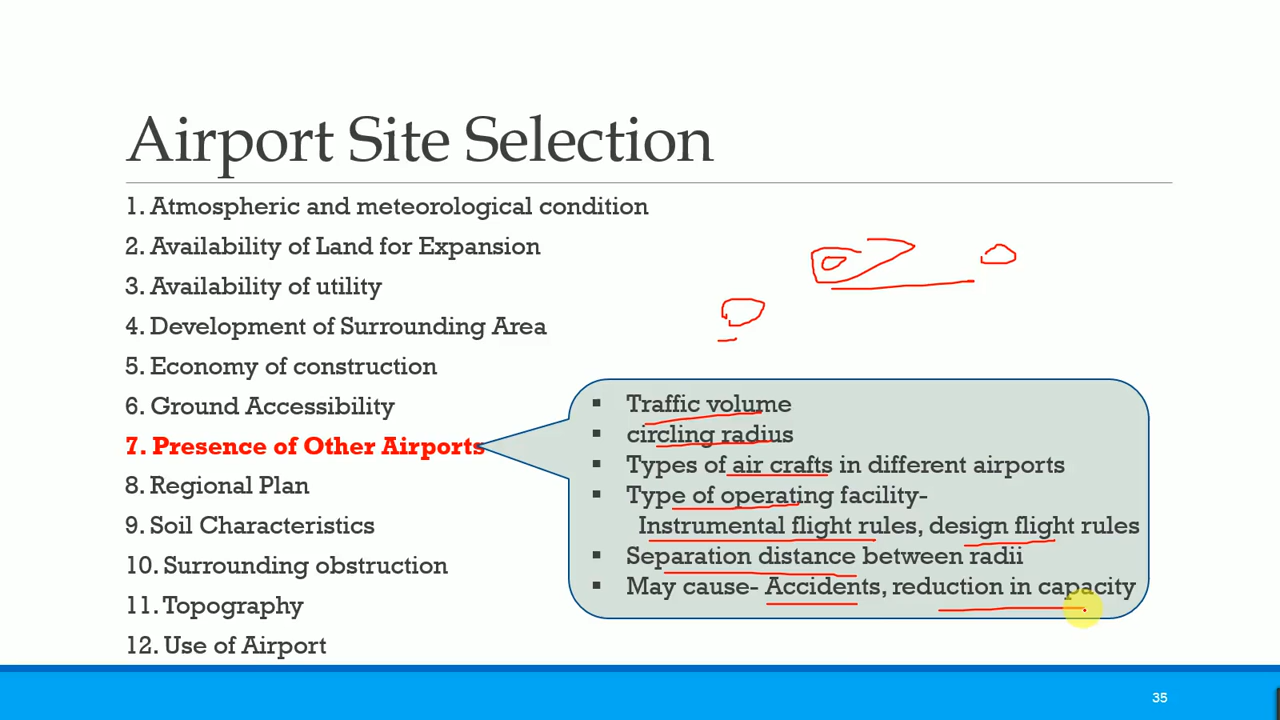 Airport Site Selection
1. Atmospheric and meteorological condition
2. Availability of Land for Expansion
3. Availability of utility
4. Development of Surrounding Area
5. Economy of construction
6. Ground Accessibility
7. Presence of Other Airports
8. Regional Plan
9. Soil Characteristics
10. Surrounding obstruction
11. Topography
12. Use of Airport
▪ Traffic volume
▪ circling radius
▪ Types of air crafts in different airports
▪ Type of operating facility-
Instrumental flight rules, design flight rules
▪ Separation distance between radii
▪ May cause- Accidents, reduction in capacity
35